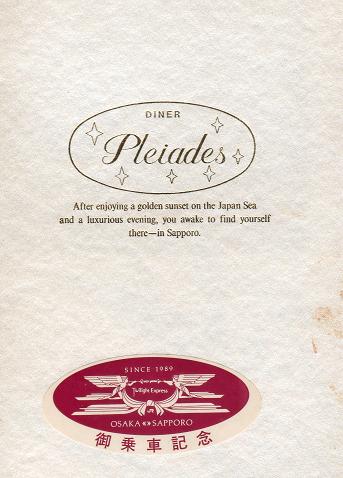 DINER
Pleiades
After enjoying a golden sunset on the Japan Sea
and a luxurious evening, you awake to find yourself
there—in Sapporo.
SINCE 1989
Twilight Express
JR
OSAKA SAPPORO
御乗車記念